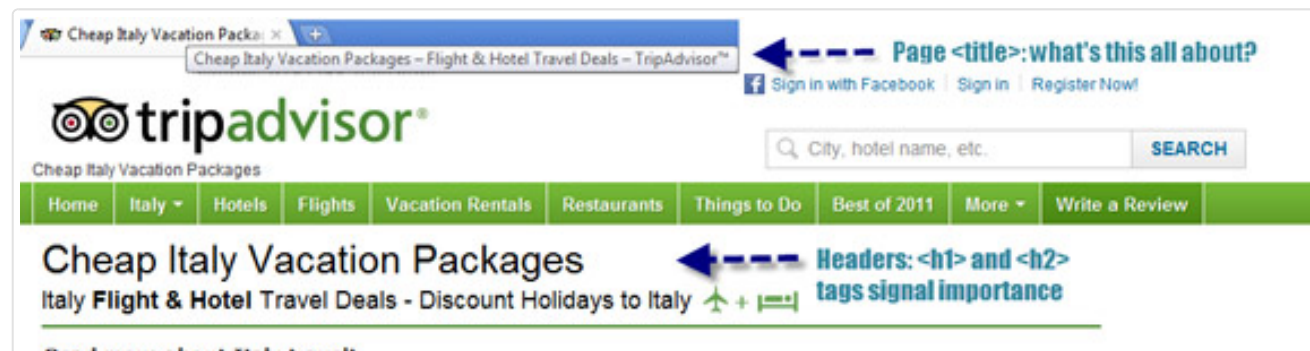 Cheap Italy Vacation Packa
Cheap Italy Vacation Packages – Flight & Hotel Travel Deals – TripAdvisor™
Page <title>: what's this all about?
Sign in with Facebook Sign in Register Now!
tripadvisor®
City, hotel name, etc. SEARCH
Cheap Italy Vacation Packages
Home Italy Hotels Flights Vacation Rentals Restaurants Things to Do Best of 2011 More Write a Review
Cheap Italy Vacation Packages
Headers: <h1> and <h2>
tags signal importance
Italy Flight & Hotel Travel Deals - Discount Holidays to Italy